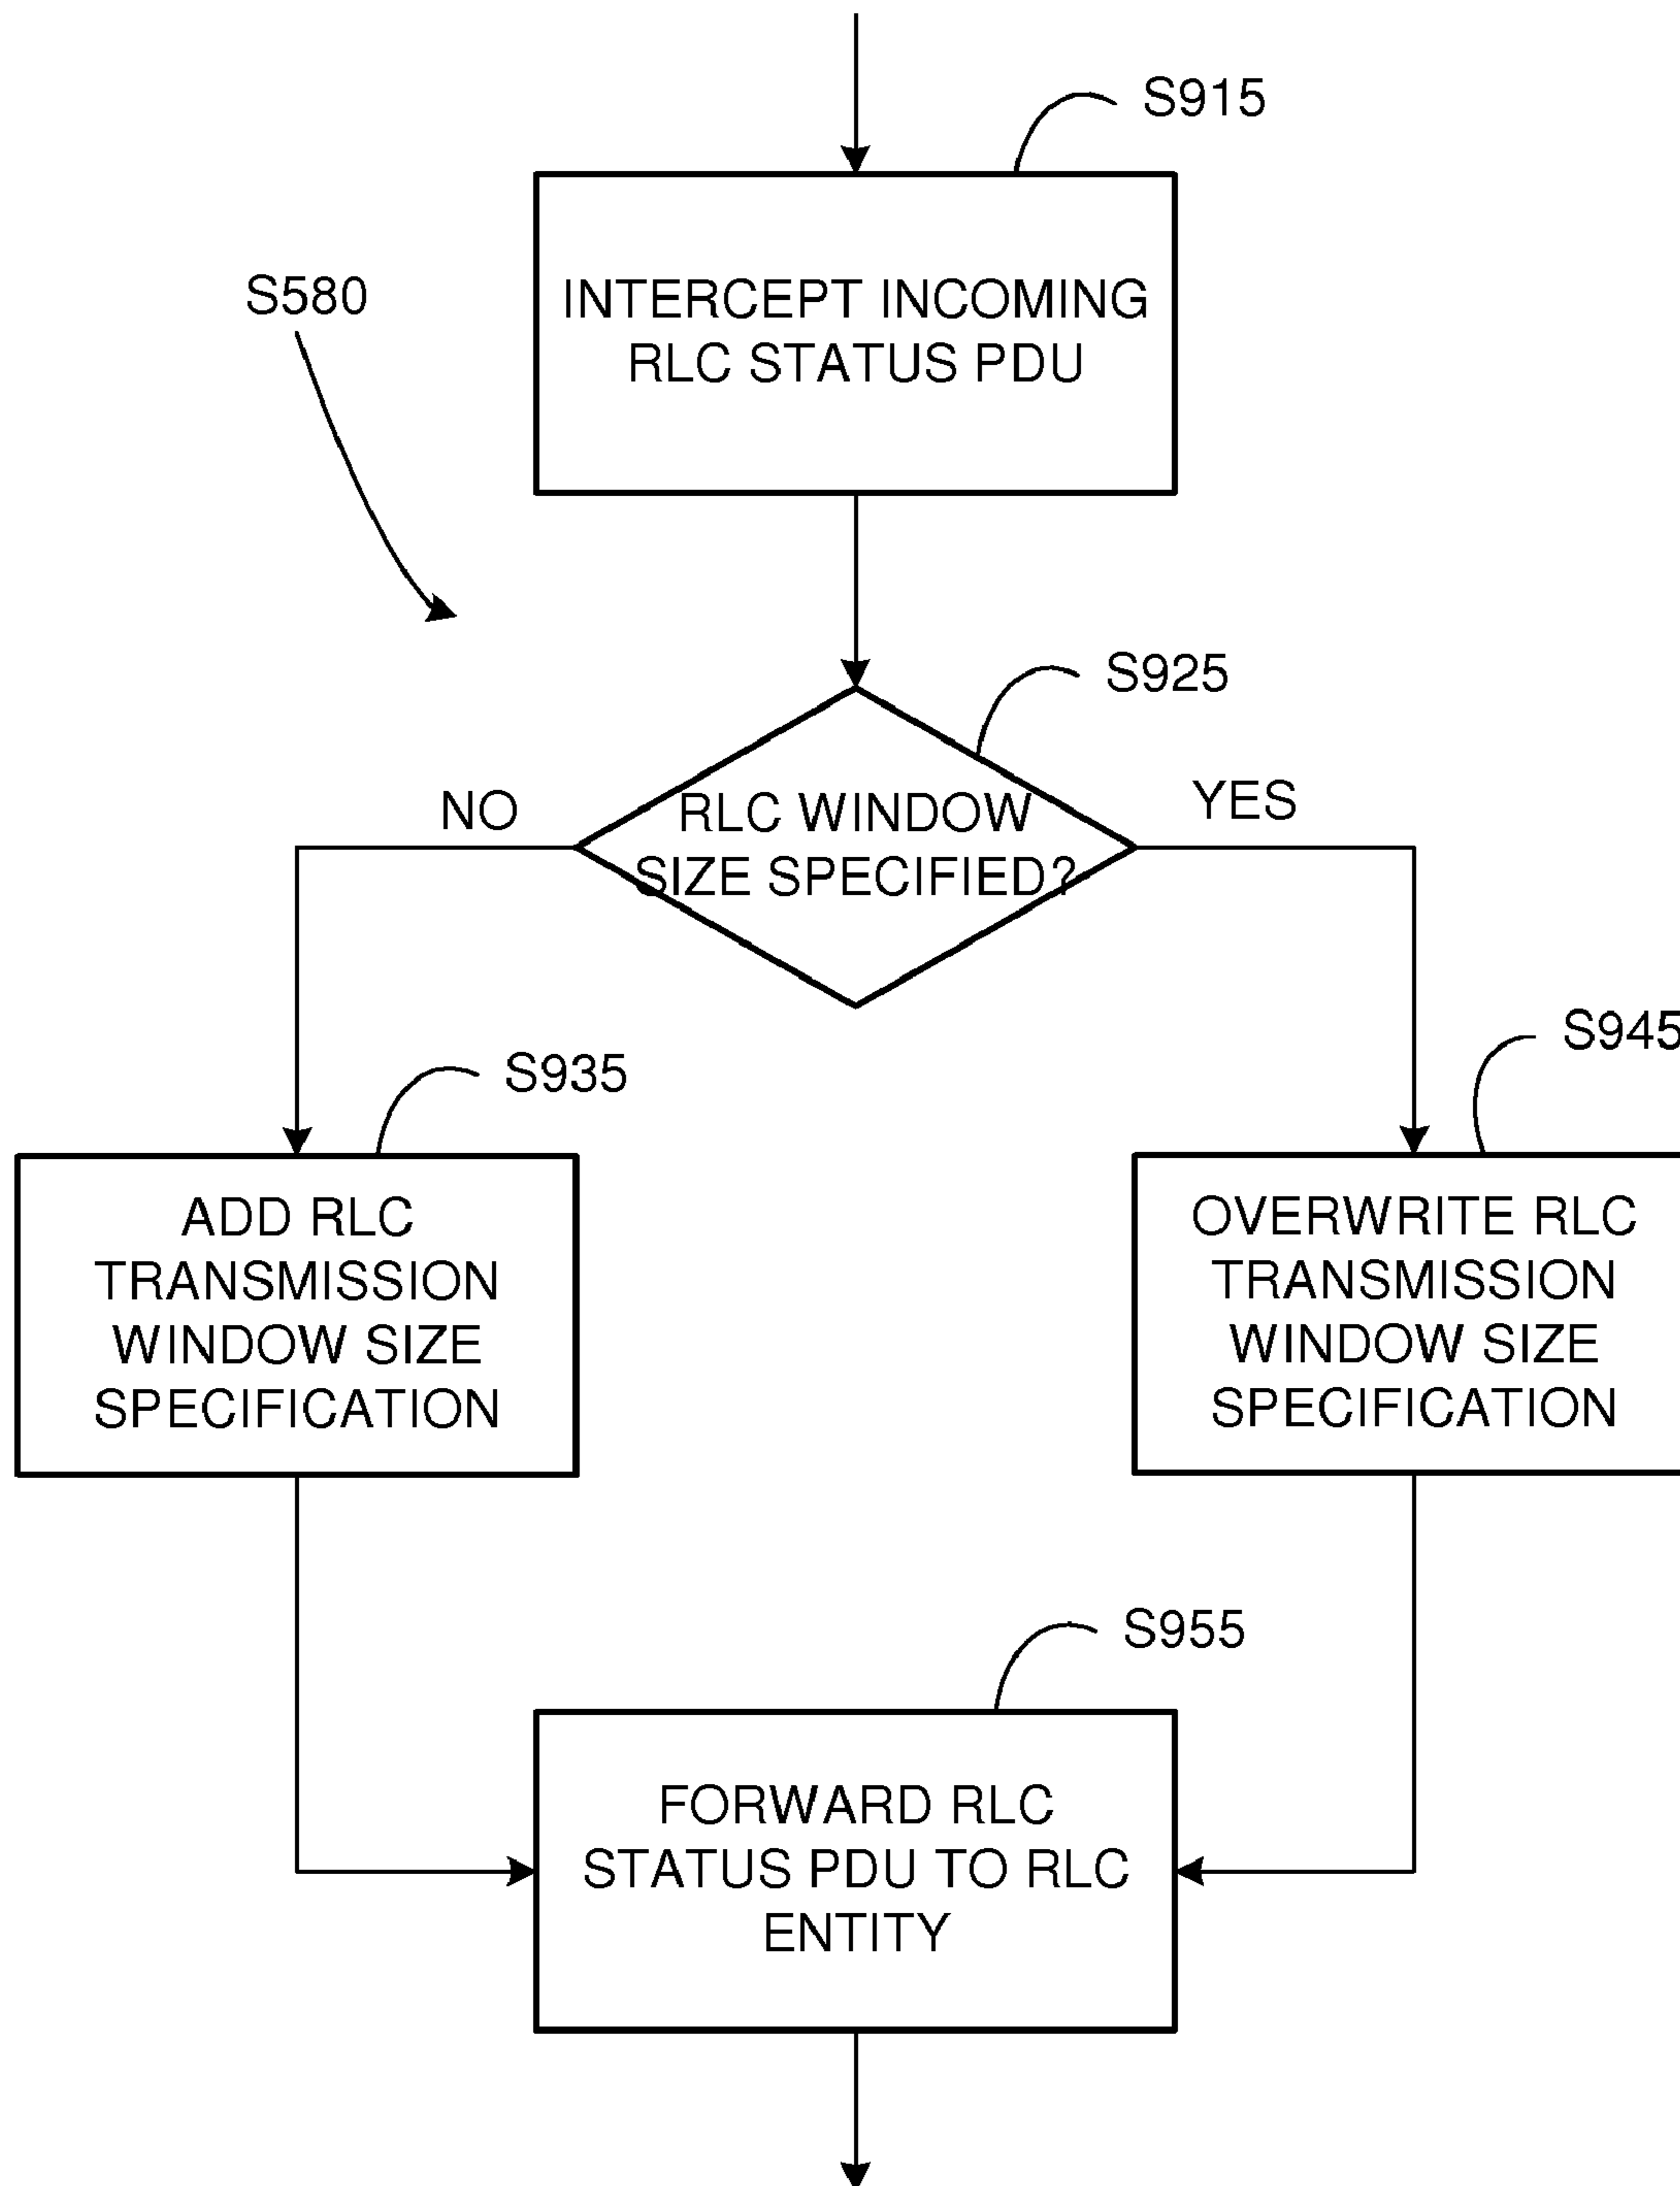 S915
INTERCEPT INCOMING
RLC STATUS PDU
S580
S925
NO
RLC WINDOW
SIZE SPECIFIED?
YES
S935
S945
ADD RLC
TRANSMISSION
WINDOW SIZE
SPECIFICATION
OVERWRITE RLC
TRANSMISSION
WINDOW SIZE
SPECIFICATION
S955
FORWARD RLC
STATUS PDU TO RLC
ENTITY